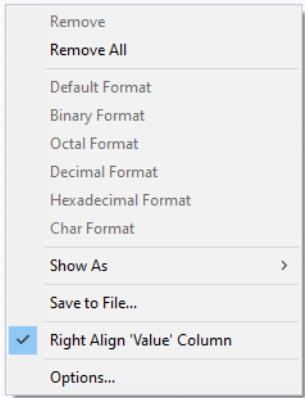 Remove
Remove All
Default Format
Binary Format
Octal Format
Decimal Format
Hexadecimal Format
Char Format
Show As
Save to File...
Right Align 'Value' Column
Options...